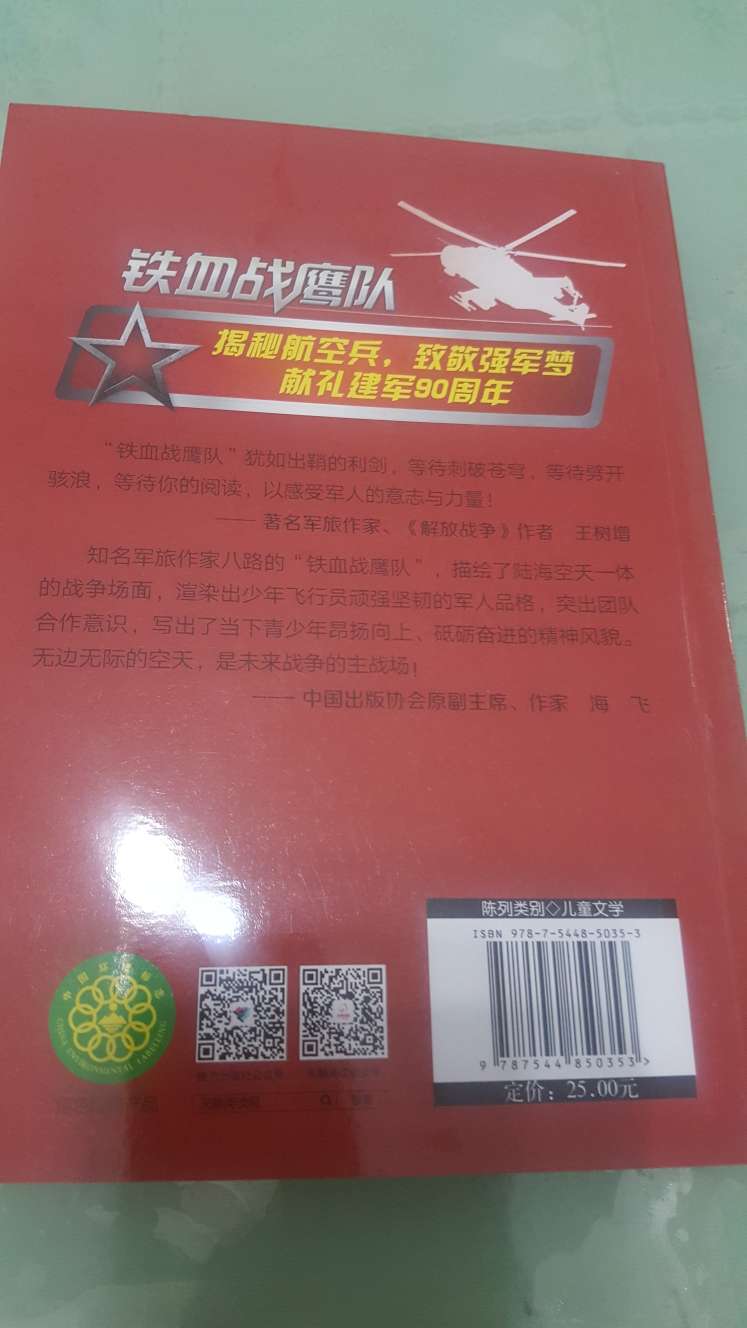 铁血战鹰队
揭秘航空兵，致敬强军梦
献礼建军90周年
“铁血战鹰队”犹如出鞘的利剑，等待刺破苍穹，等待劈开
骇浪，等待你的阅读，以感受军人的意志与力量！
—— 著名军旅作家、《解放战争》作者 王树增
知名军旅作家八路的“铁血战鹰队”，描绘了陆海空天一体
的战争场面，渲染出少年飞行员顽强坚韧的军人品格，突出团队
合作意识，写出了当下青少年昂扬向上、砥砺奋进的精神风貌。
无边无际的空天，是未来战争的主战场！
—— 中国出版协会原副主席、作家 海 飞
陈列类别◇儿童文学
ISBN 978-7-5448-5035-3
9 787544 850353 >
定价：25.00元
中国环境标志
CHINA ENVIRONMENTAL LABELLING